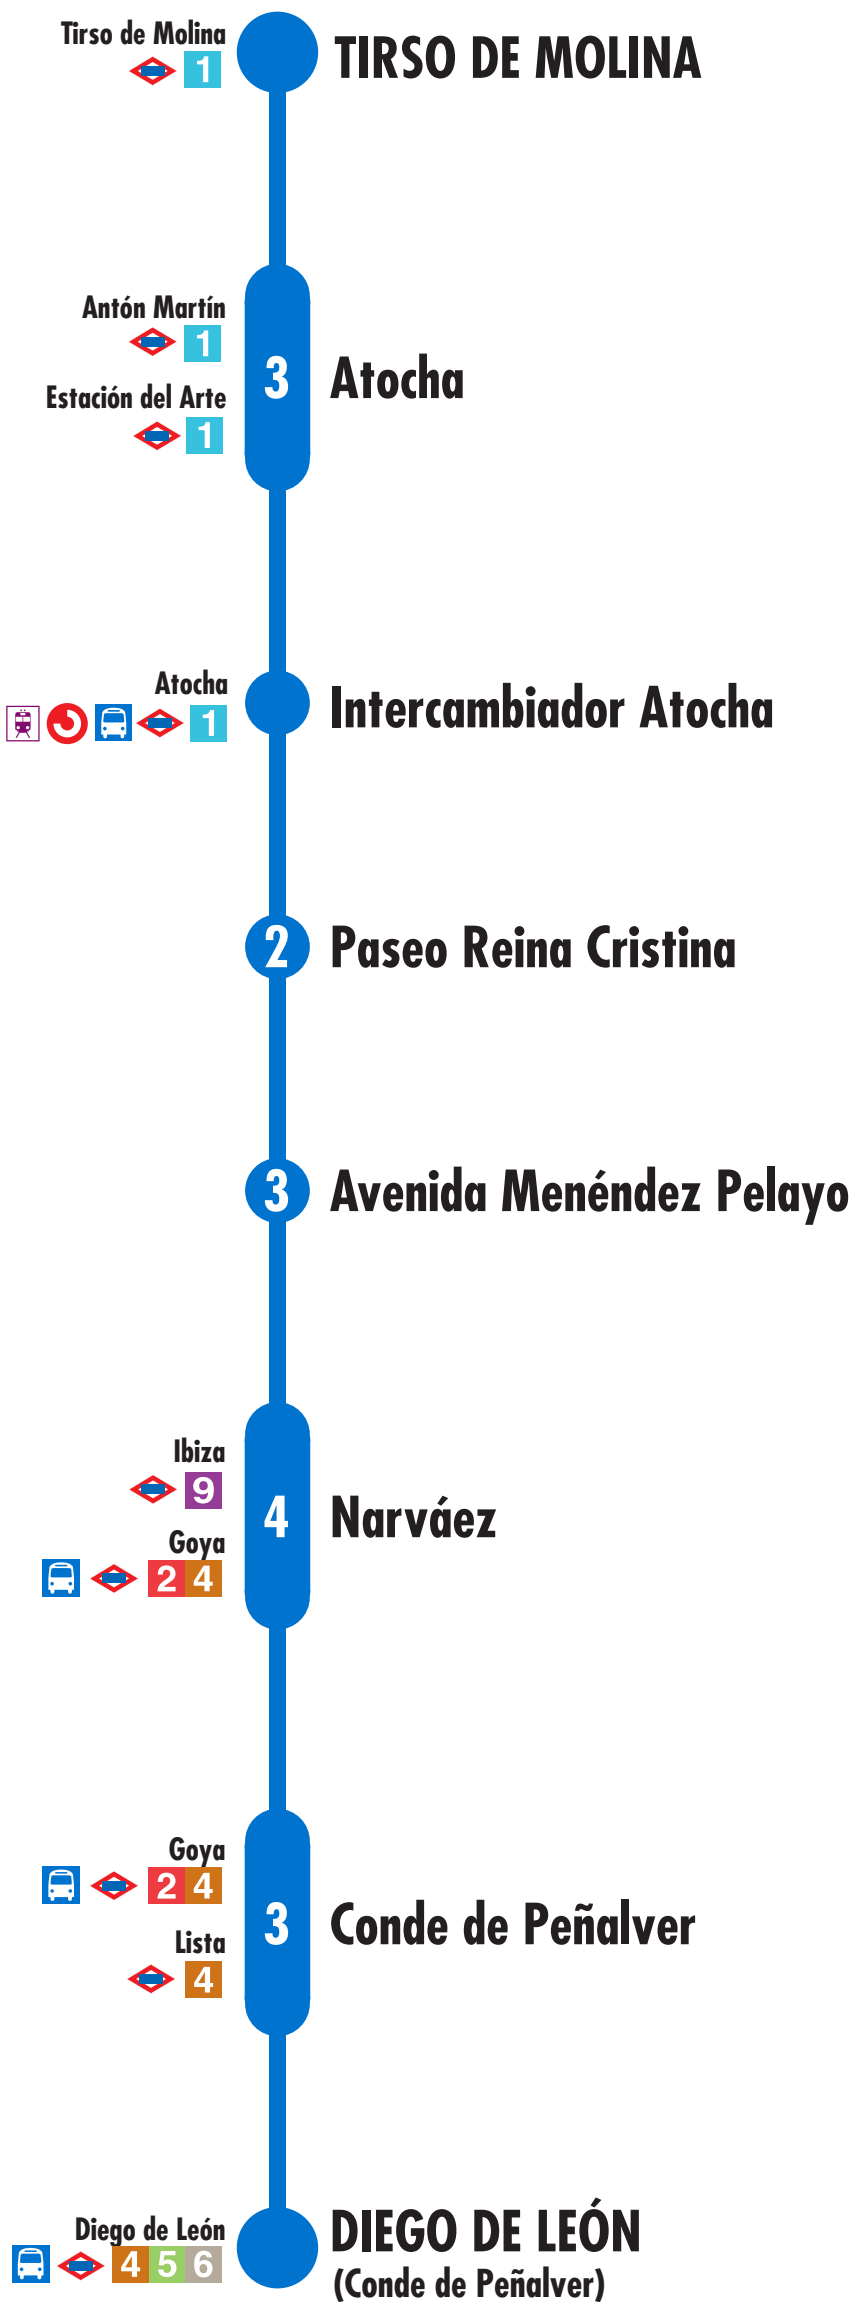 Tirso de Molina
1
TIRSO DE MOLINA
Antón Martín
1
Estación del Arte
1
3
Atocha
Atocha
1
Intercambiador Atocha
2
Paseo Reina Cristina
3
Avenida Menéndez Pelayo
Ibiza
9
Goya
2 4
4
Narváez
Goya
2 4
Lista
4
3
Conde de Peñalver
Diego de León
4 5 6
DIEGO DE LEÓN
(Conde de Peñalver)